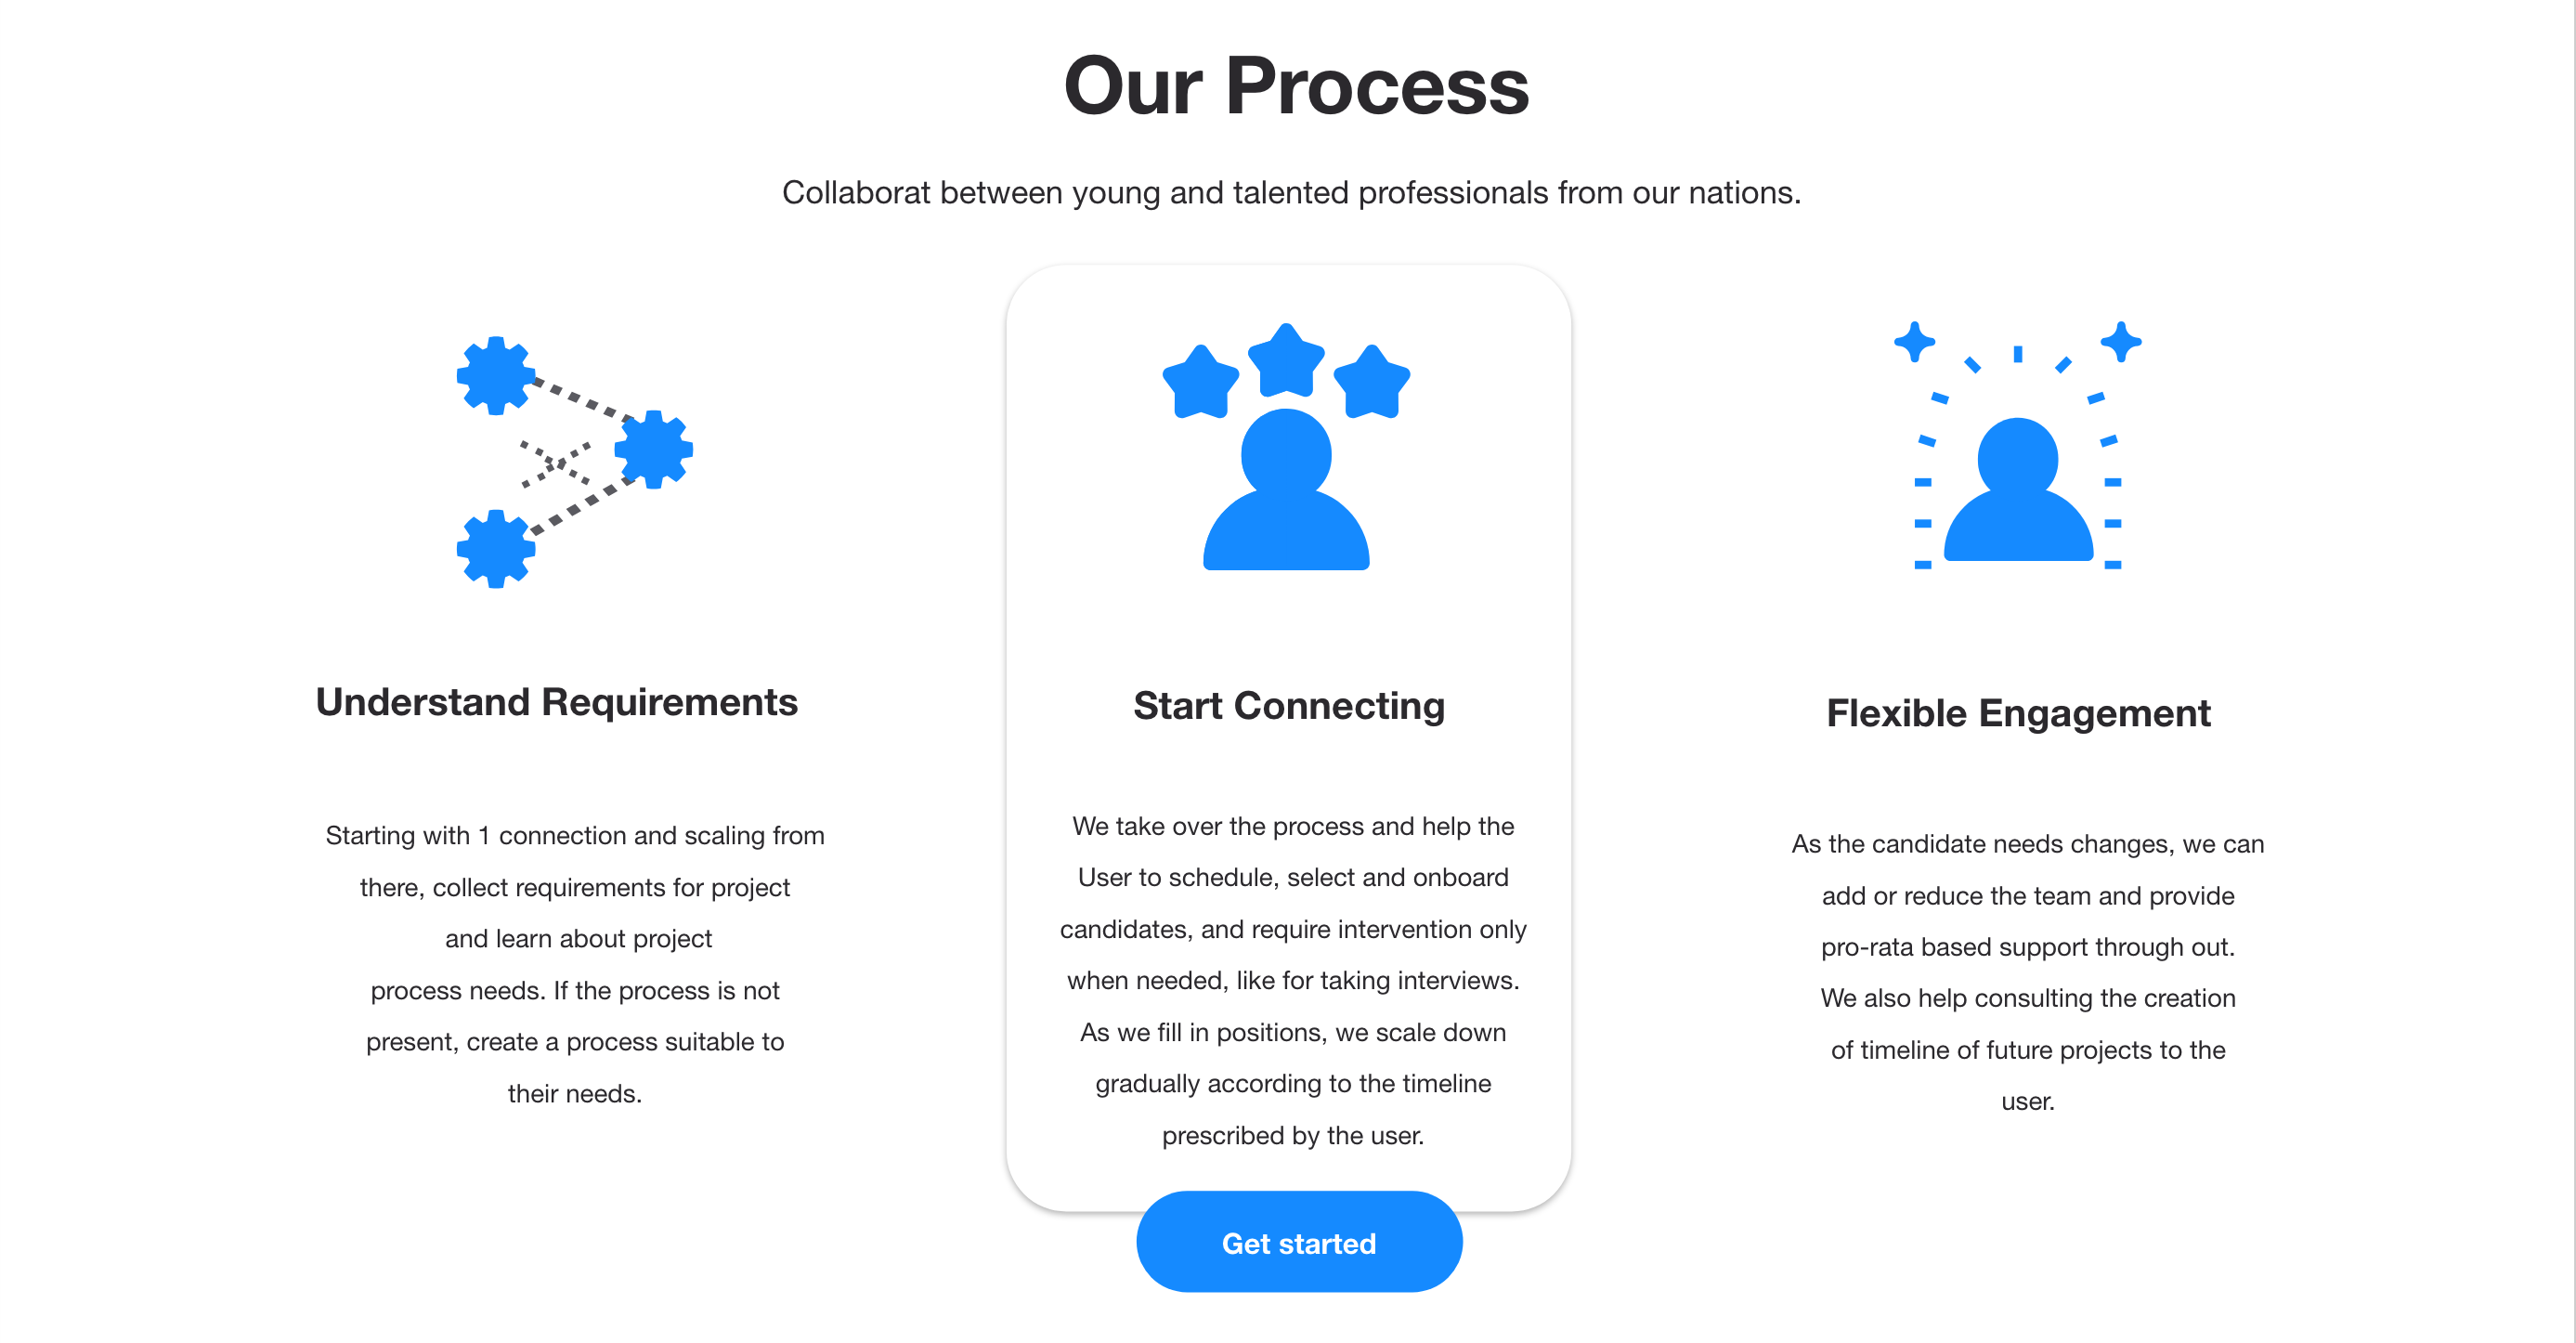 Our Process
Collaborat between young and talented professionals from our nations.
Understand Requirements
Starting with 1 connection and scaling from
there, collect requirements for project
and learn about project
process needs. If the process is not
present, create a process suitable to
their needs.
Start Connecting
We take over the process and help the
User to schedule, select and onboard
candidates, and require intervention only
when needed, like for taking interviews.
As we fill in positions, we scale down
gradually according to the timeline
prescribed by the user.
Get started
Flexible Engagement
As the candidate needs changes, we can
add or reduce the team and provide
pro-rata based support through out.
We also help consulting the creation
of timeline of future projects to the
user.